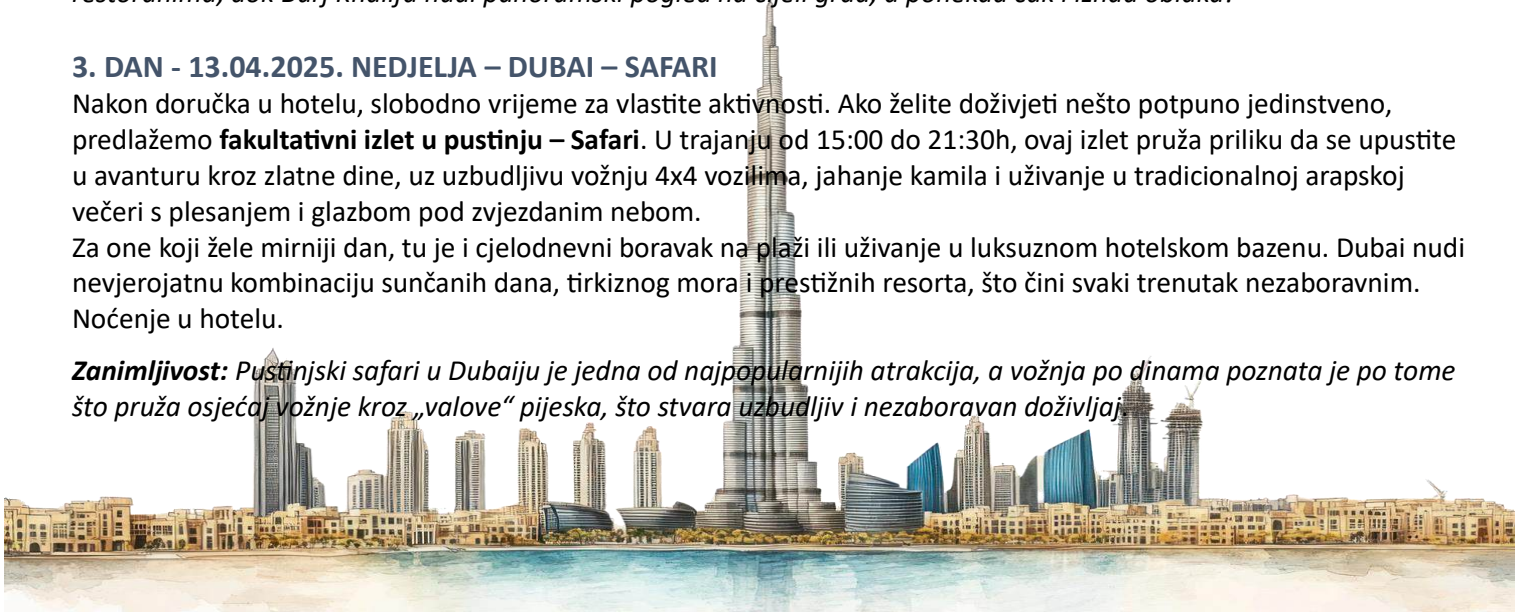 3. DAN - 13.04.2025. NEDJELJA – DUBAI – SAFARI
Nakon doručka u hotelu, slobodno vrijeme za vlastite aktivnosti. Ako želite doživjeti nešto potpuno jedinstveno,
predlažemo fakultativni izlet u pustinju – Safari. U trajanju od 15:00 do 21:30h, ovaj izlet pruža priliku da se upustite
u avanturu kroz zlatne dine, uz uzbudljivu vožnju 4x4 vozilima, jahanje kamila i uživanje u tradicionalnoj arapskoj
večeri s plesanjem i glazbom pod zvjezdanim nebom.
Za one koji žele mirniji dan, tu je i cjelodnevni boravak na plaži ili uživanje u luksuznom hotelskom bazenu. Dubai nudi
nevjerojatnu kombinaciju sunčanih dana, tirkiznog mora i prestižnih resorta, što čini svaki trenutak nezaboravnim.
Noćenje u hotelu.
Zanimljivost: Pustinjski safari u Dubaiju je jedna od najpopularnijih atrakcija, a vožnja po dinama poznata je po tome
što pruža osjećaj vožnje kroz „valove“ pijeska, što stvara uzbudljiv i nezaboravan doživljaj.